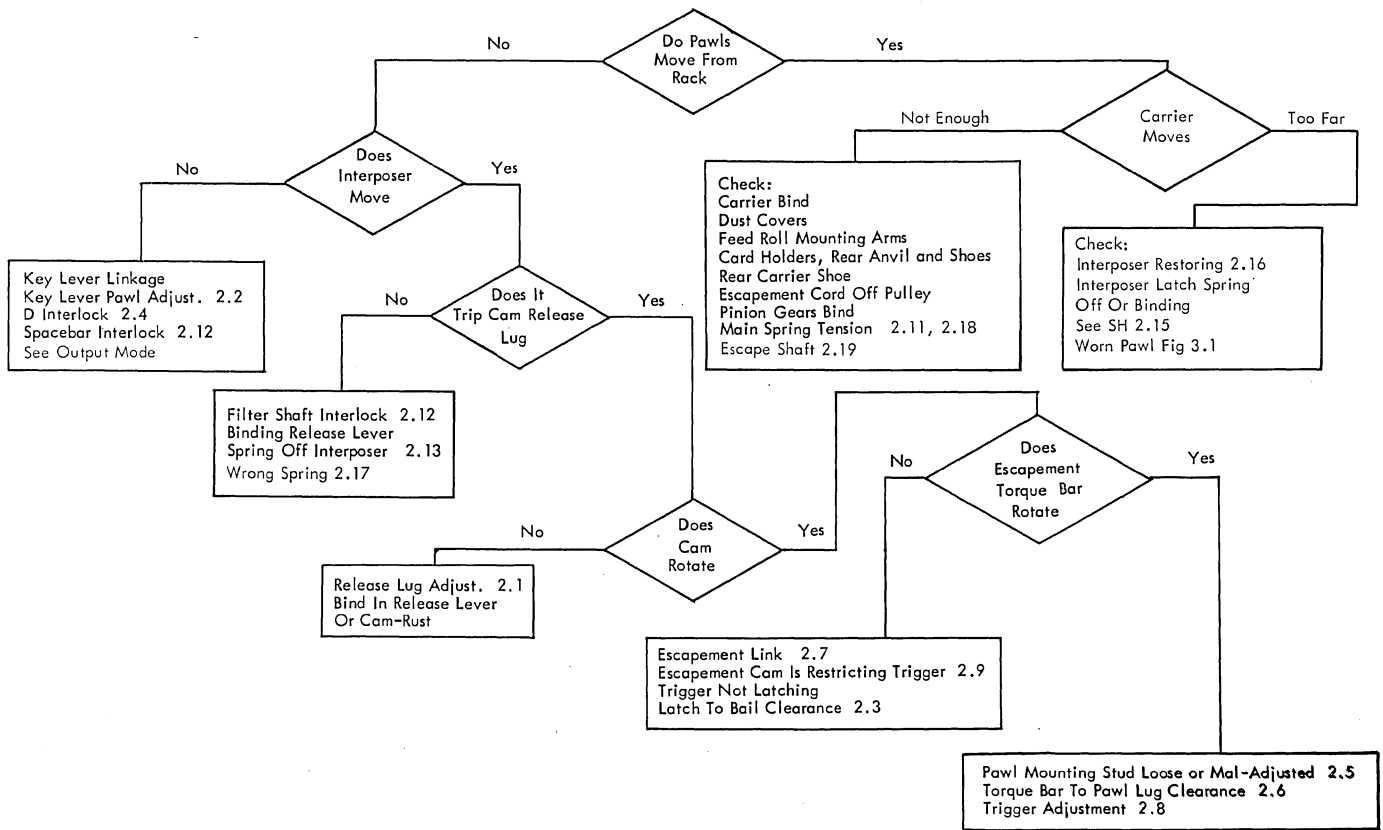 Do Pawls
Move From
Rack
No
Yes
Carrier
Moves
Not Enough
Too Far
Does
Interposer
Move
No
Yes
Check:
Carrier Bind
Dust Covers
Feed Roll Mounting Arms
Card Holders, Rear Anvil and Shoes
Rear Carrier Shoe
Escapement Cord Off Pulley
Pinion Gears Bind
Main Spring Tension 2.11, 2.18
Escape Shaft 2.19
Check:
Interposer Restoring 2.16
Interposer Latch Spring
Off Or Binding
See SH 2.15
Worn Pawl Fig 3.1
Key Lever Linkage
Key Lever Pawl Adjust. 2.2
D Interlock 2.4
Spacebar Interlock 2.12
See Output Mode
Does It
Trip Cam Release
Lug
No
Yes
Filter Shaft Interlock 2.12
Binding Release Lever
Spring Off Interposer 2.13
Wrong Spring 2.17
Does
Cam
Rotate
No
Yes
Does
Escapement
Torque Bar
Rotate
No
Yes
Release Lug Adjust. 2.1
Bind In Release Lever
Or Cam-Rust
Escapement Link 2.7
Escapement Cam Is Restricting Trigger 2.9
Trigger Not Latching
Latch To Bail Clearance 2.3
Pawl Mounting Stud Loose or Mal-Adjusted 2.5
Torque Bar To Pawl Lug Clearance 2.6
Trigger Adjustment 2.8